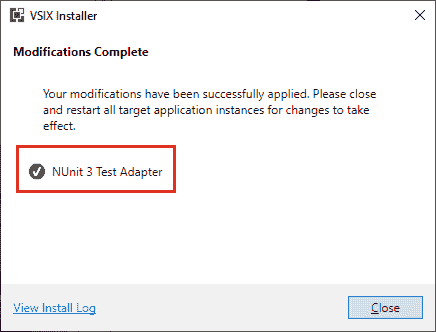 VSIX Installer
Modifications Complete
Your modifications have been successfully applied. Please close
and restart all target application instances for changes to take
effect.
NUnit 3 Test Adapter
View Install Log
Close